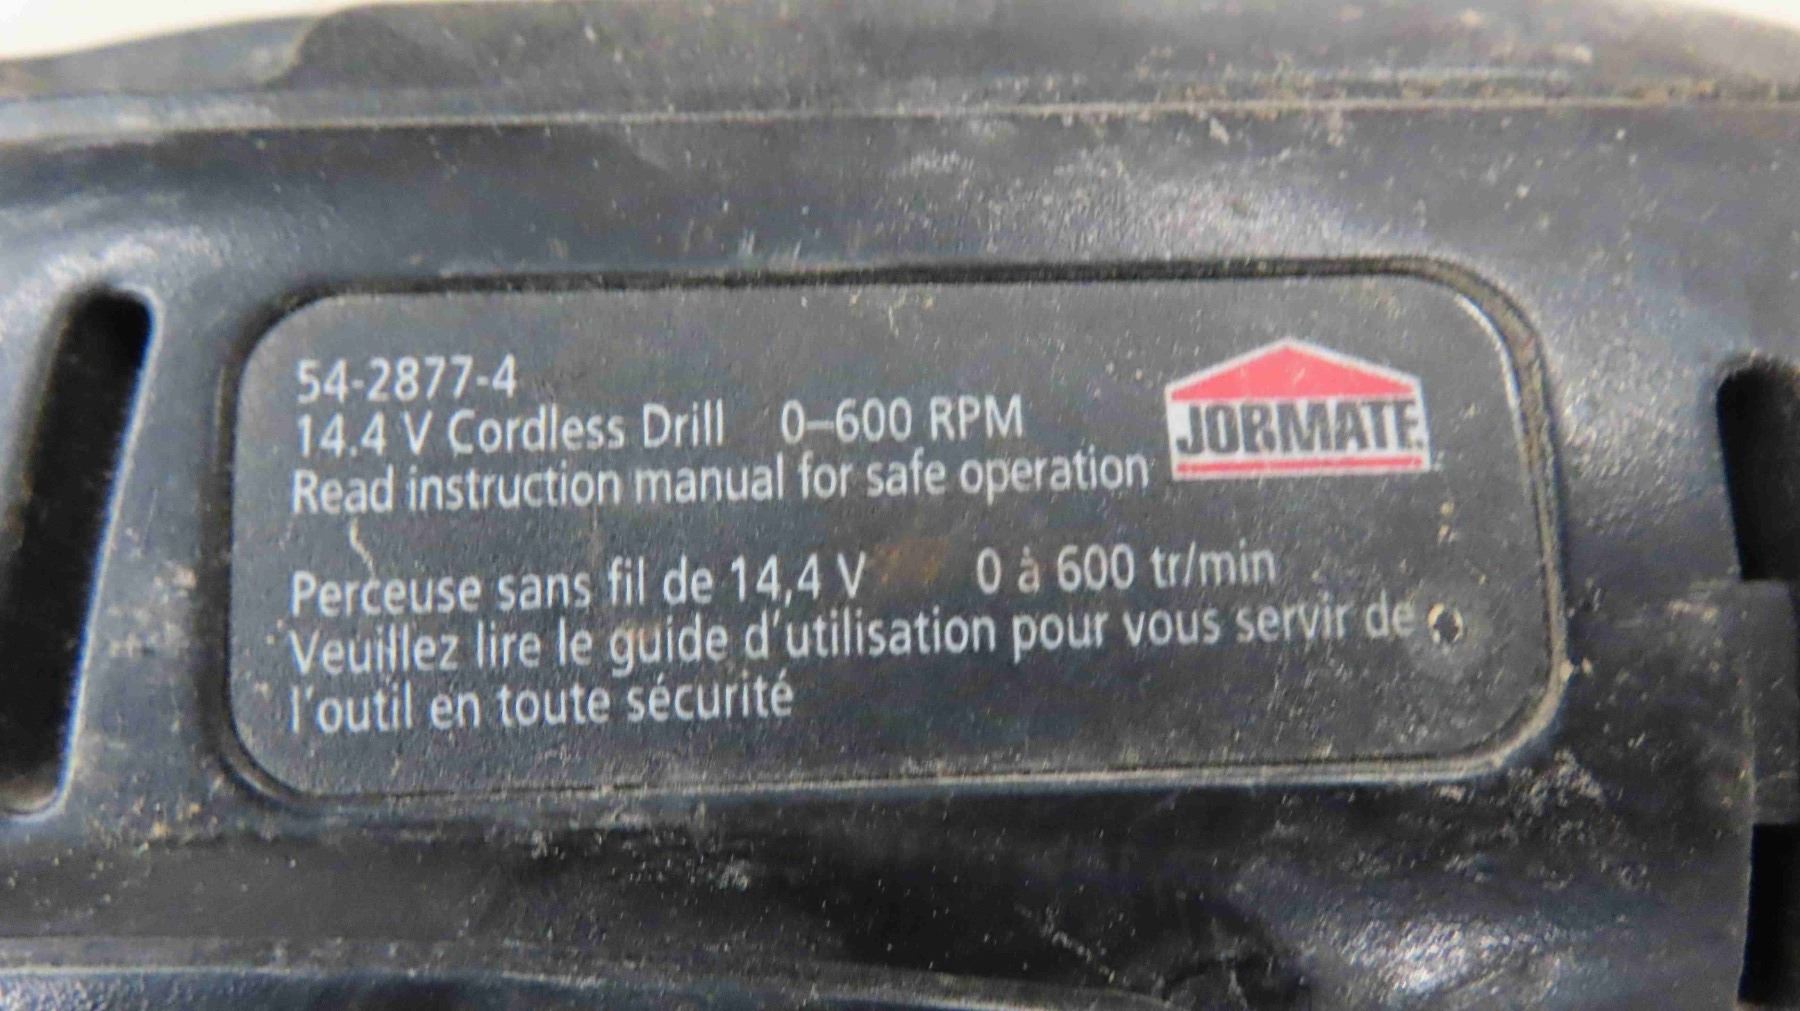 54-2877-4
14.4 V Cordless Drill 0–600 RPM
Read instruction manual for safe operation
JORMATE
Perceuse sans fil de 14,4 V 0 à 600 tr/min
Veuillez lire le guide d'utilisation pour vous servir de
l'outil en toute sécurité